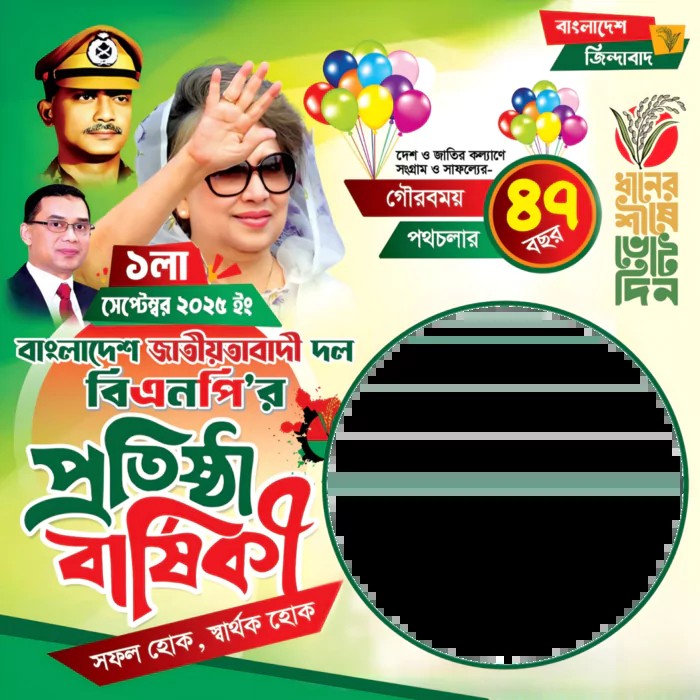 বাংলাদেশ
জিন্দাবাদ
দেশ ও জাতির কল্যাণে
সংগ্রাম ও সাফল্যের-
গৌরবময়
পথচলার
৪৭
বছর
ধানের
শীষে
ভোট
দিন
১লা
সেপ্টেম্বর ২০২৫ ইং
বাংলাদেশ জাতীয়তাবাদী দল
বিএনপি'র
প্রতিষ্ঠা
বার্ষিকী
সফল হোক, স্বার্থক হোক